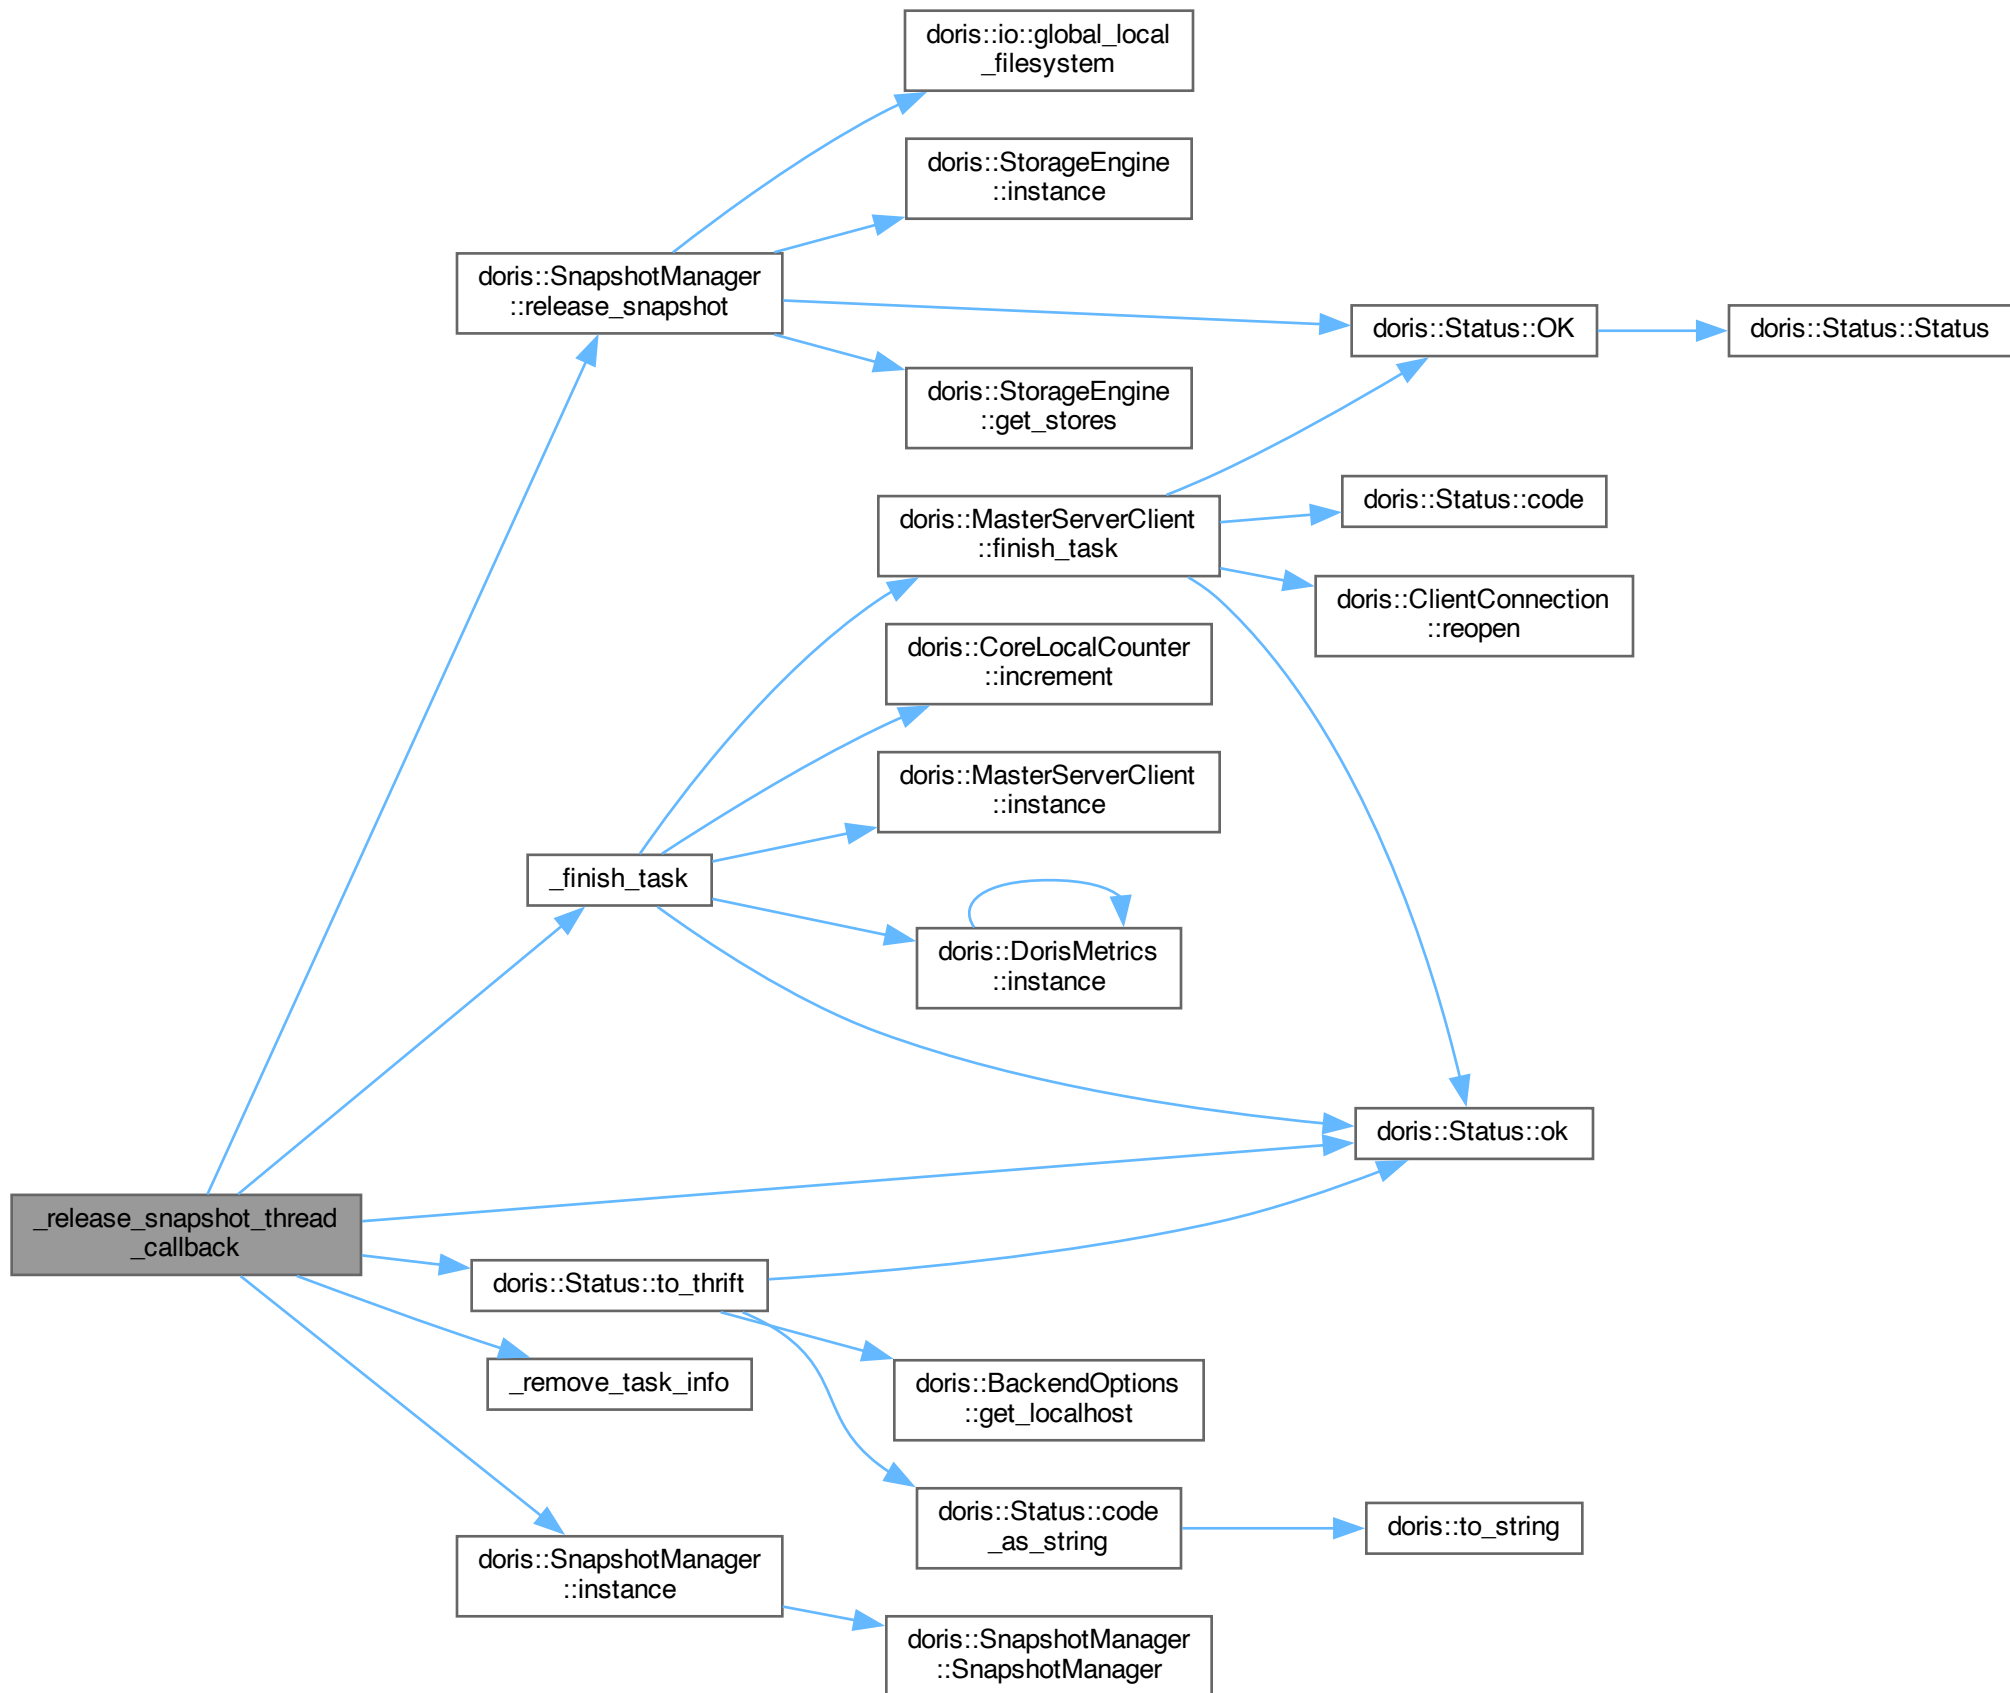 doris::io::global_local
_filesystem
doris::StorageEngine
::instance
doris::SnapshotManager
::release_snapshot
doris::Status::OK
doris::Status::Status
doris::StorageEngine
::get_stores
doris::MasterServerClient
::finish_task
doris::Status::code
doris::ClientConnection
::reopen
doris::CoreLocalCounter
::increment
doris::MasterServerClient
::instance
_finish_task
doris::DorisMetrics
::instance
doris::Status::ok
_release_snapshot_thread
_callback
doris::Status::to_thrift
_remove_task_info
doris::BackendOptions
::get_localhost
doris::Status::code
_as_string
doris::to_string
doris::SnapshotManager
::instance
doris::SnapshotManager
::SnapshotManager